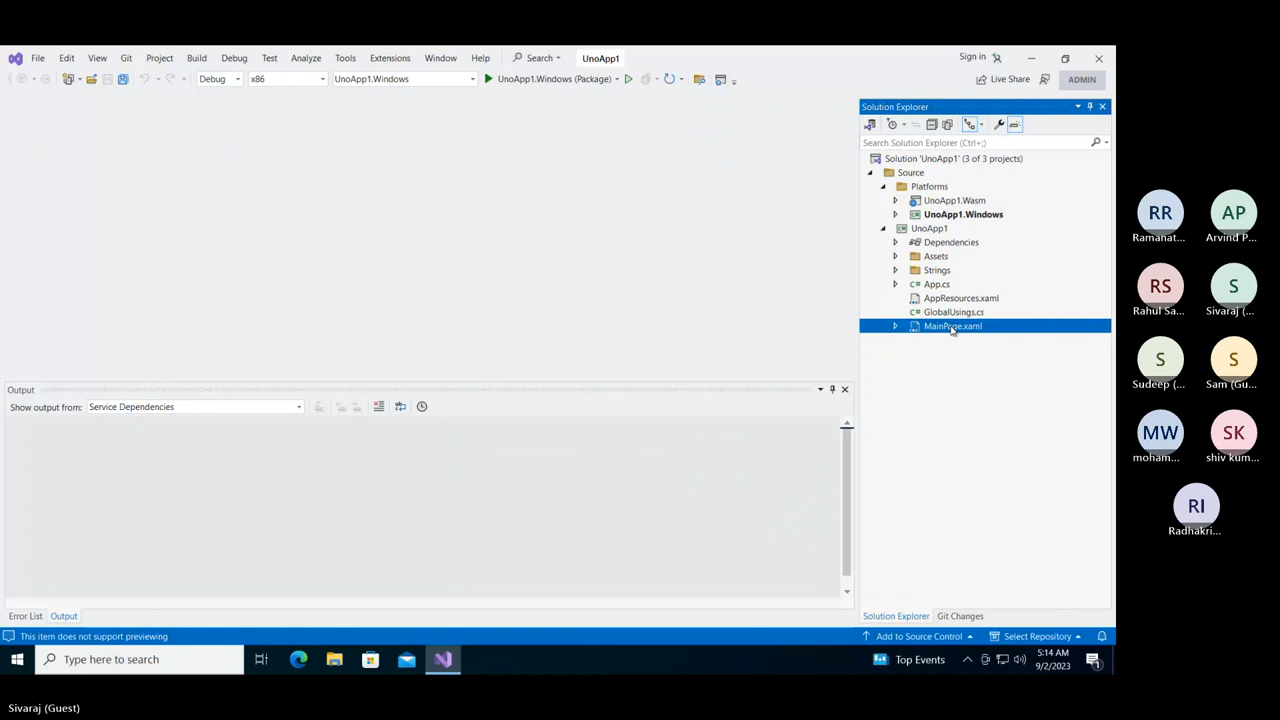 File Edit View Git Project Build Debug Test Analyze Tools Extensions Window Help Search UnoApp1 Sign in
Debug x86 UnoApp1.Windows UnoApp1.Windows (Package) Live Share ADMIN
Solution Explorer
Search Solution Explorer (Ctrl+;)
Solution 'UnoApp1' (3 of 3 projects)
Source
Platforms
UnoApp1.Wasm
UnoApp1.Windows
UnoApp1
Dependencies
Assets
Strings
App.cs
AppResources.xaml
GlobalUsings.cs
MainPage.xaml
Output
Show output from: Service Dependencies
Error List Output
Solution Explorer Git Changes
This item does not support previewing
Add to Source Control Select Repository
Type here to search
Top Events
5:14 AM
9/2/2023
1
RR AP
Ramanat... Arvind P...
RS S
Rahul Sa... Sivaraj (...
S S
Sudeep (... Sam (Gu...
MW SK
moham... shiv kum...
RI
Radhakri...
Sivaraj (Guest)